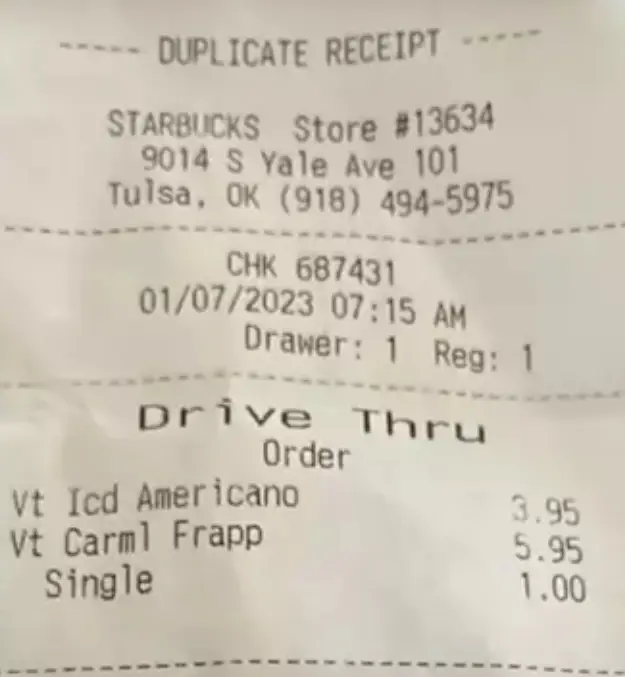 ----- DUPLICATE RECEIPT -----
STARBUCKS Store #13634
9014 S Yale Ave 101
Tulsa, OK (918) 494-5975
CHK 687431
01/07/2023 07:15 AM
Drawer: 1 Reg: 1
Drive Thru
Order
Vt Icd Americano 3.95
Vt Carml Frapp 5.95
Single 1.00